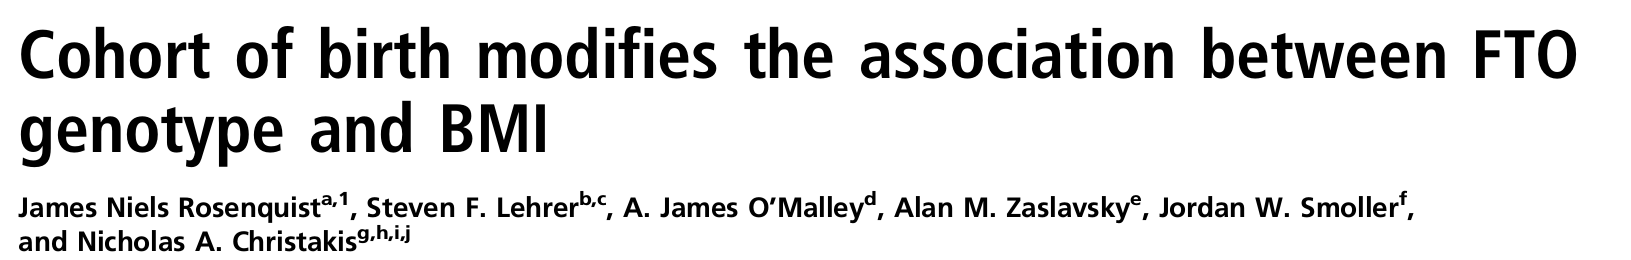 Cohort of birth modifies the association between FTO
genotype and BMI
James Niels Rosenquistᵃ,¹, Steven F. Lehrerᵇ,ᶜ, A. James O’Malleyᵈ, Alan M. Zaslavskyᵉ, Jordan W. Smollerᶠ,
and Nicholas A. Christakisᵍ,ʰ,ⁱ,ʲ